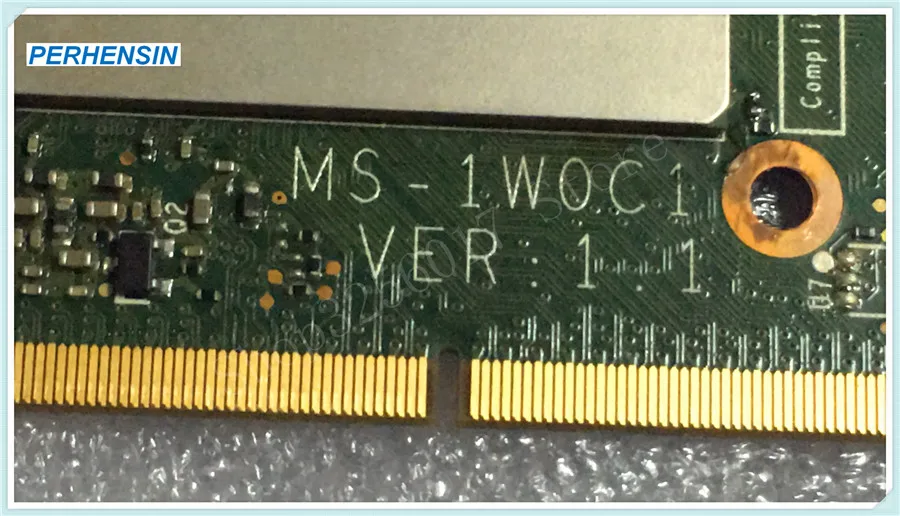 PERHENSIN
Compli
MS-1W0C1
VER:1.1
Q2